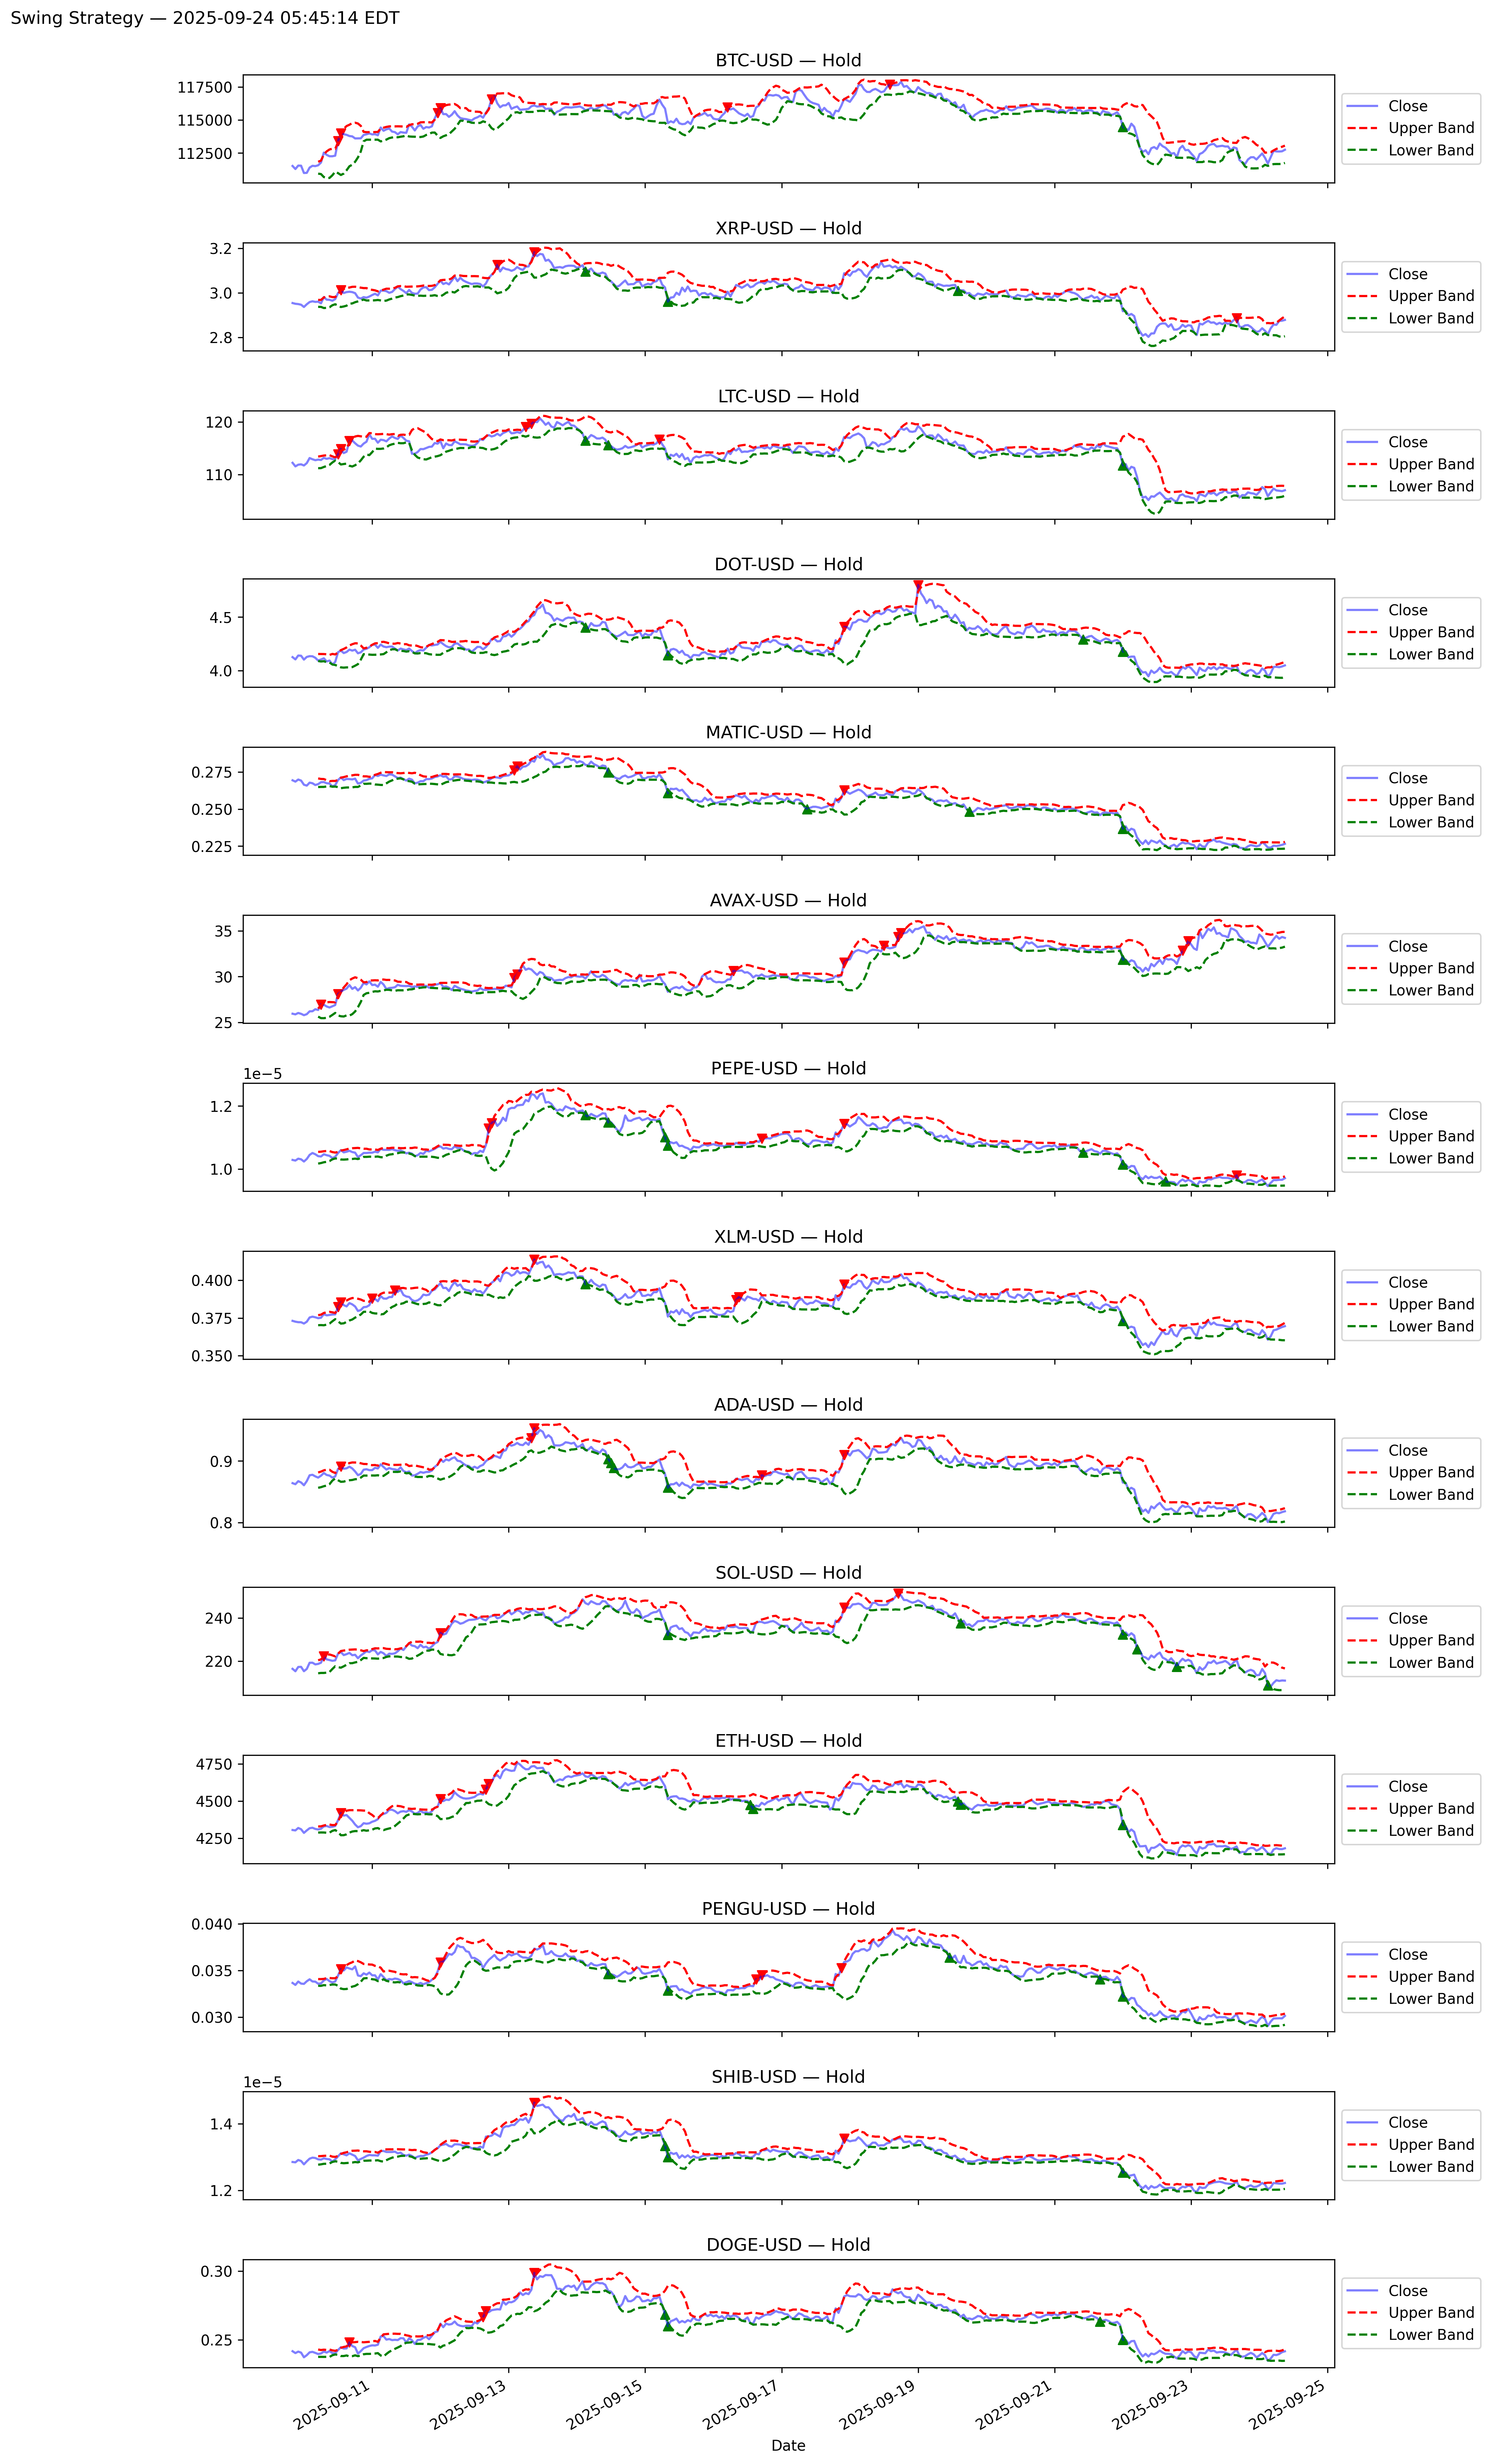 Swing Strategy — 2025-09-24 05:45:14 EDT
BTC-USD — Hold
117500
115000
112500
Close
Upper Band
Lower Band
XRP-USD — Hold
3.2
3.0
2.8
Close
Upper Band
Lower Band
LTC-USD — Hold
120
110
Close
Upper Band
Lower Band
DOT-USD — Hold
4.5
4.0
Close
Upper Band
Lower Band
MATIC-USD — Hold
0.275
0.250
0.225
Close
Upper Band
Lower Band
AVAX-USD — Hold
35
30
25
Close
Upper Band
Lower Band
PEPE-USD — Hold
1e−5
1.2
1.0
Close
Upper Band
Lower Band
XLM-USD — Hold
0.400
0.375
0.350
Close
Upper Band
Lower Band
ADA-USD — Hold
0.9
0.8
Close
Upper Band
Lower Band
SOL-USD — Hold
240
220
Close
Upper Band
Lower Band
ETH-USD — Hold
4750
4500
4250
Close
Upper Band
Lower Band
PENGU-USD — Hold
0.040
0.035
0.030
Close
Upper Band
Lower Band
SHIB-USD — Hold
1e−5
1.4
1.2
Close
Upper Band
Lower Band
DOGE-USD — Hold
0.30
0.25
Close
Upper Band
Lower Band
2025-09-11
2025-09-13
2025-09-15
2025-09-17
2025-09-19
2025-09-21
2025-09-23
2025-09-25
Date